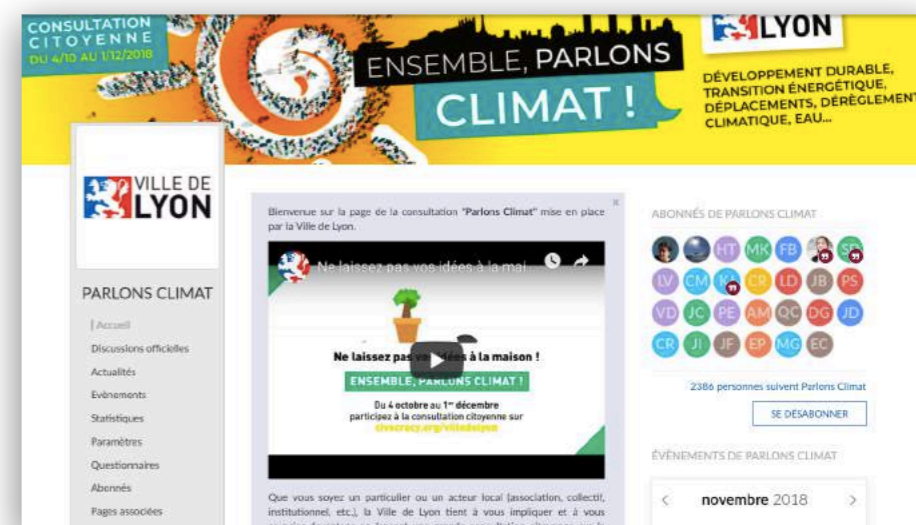 CONSULTATION
CITOYENNE
DU 4/10 AU 1/12/2018
ENSEMBLE, PARLONS
CLIMAT !
LYON
DÉVELOPPEMENT DURABLE,
TRANSITION ÉNERGÉTIQUE,
DÉPLACEMENTS, DÉRÈGLEMENT
CLIMATIQUE, EAU...
VILLE DE
LYON
PARLONS CLIMAT
Accueil
Discussions officielles
Actualités
Evènements
Statistiques
Paramètres
Questionnaires
Abonnés
Pages associées
Bienvenue sur la page de la consultation "Parlons Climat" mise en place
par la Ville de Lyon.
Ne laissez pas vos idées à la mai...
Ne laissez pas vos idées à la maison !
ENSEMBLE, PARLONS CLIMAT !
Du 4 octobre au 1er décembre
participez à la consultation citoyenne sur
civocracy.org/villedelyon
Que vous soyez un particulier ou un acteur local (association, collectif,
institutionnel, etc.), la Ville de Lyon tient à vous impliquer et à vous
ABONNÉS DE PARLONS CLIMAT
HT MK FB
LV CM KJ CR LD JB PS
VD JC PE AM QC DG JD
CR JI JF EP MG EC
2386 personnes suivent Parlons Climat
SE DÉSABONNER
ÉVÈNEMENTS DE PARLONS CLIMAT
< novembre 2018 >